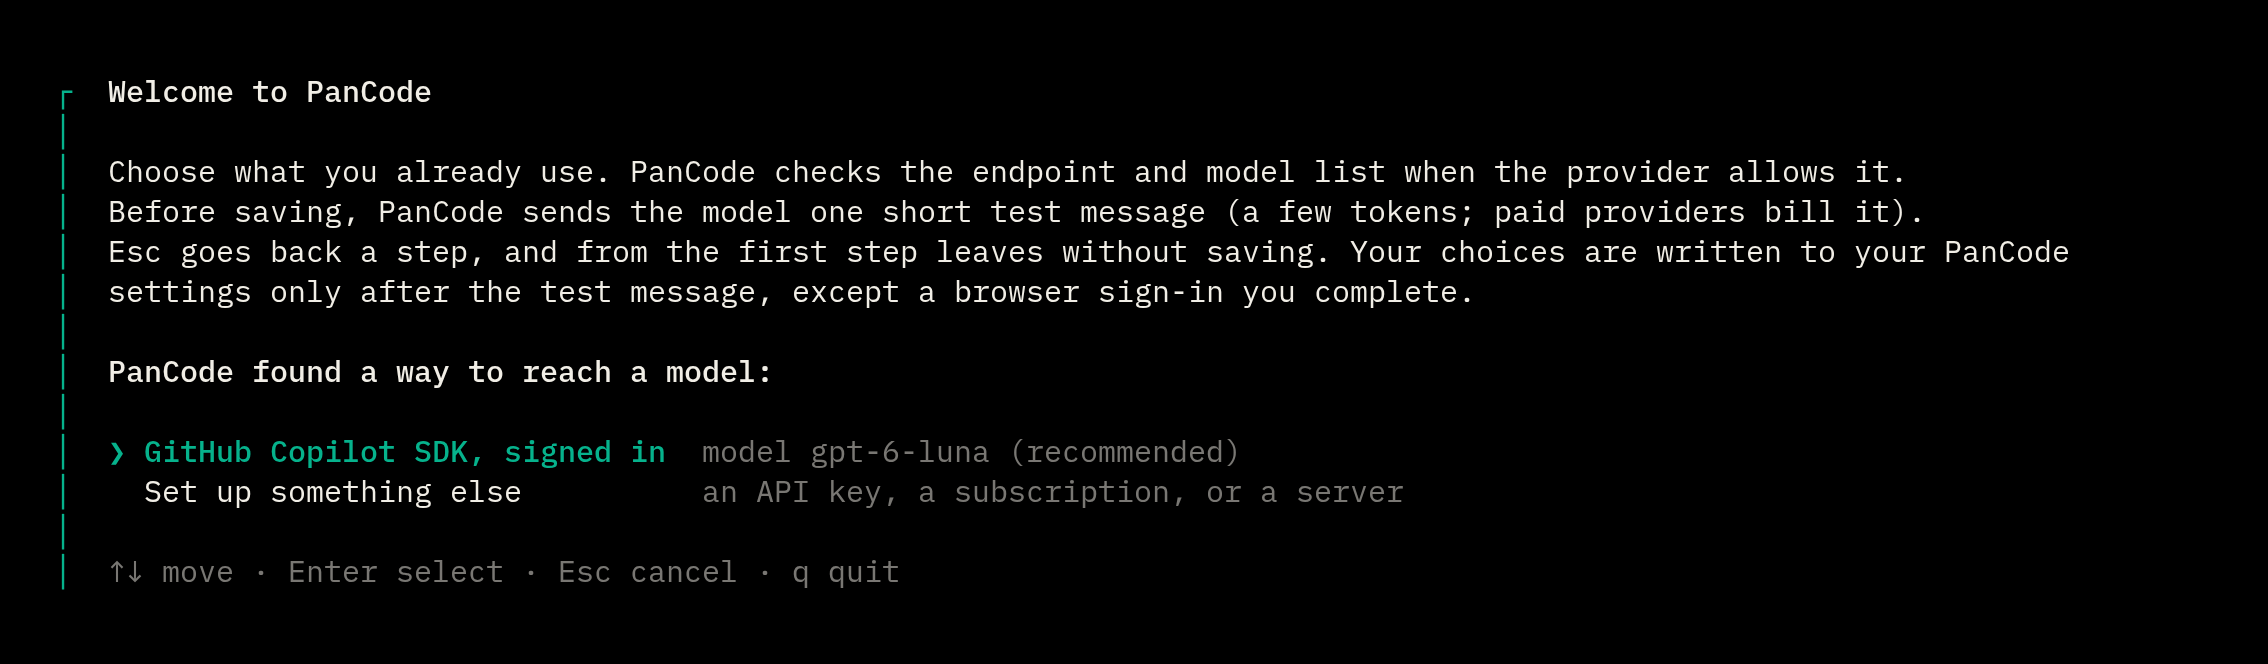 Welcome to PanCode
Choose what you already use. PanCode checks the endpoint and model list when the provider allows it.
Before saving, PanCode sends the model one short test message (a few tokens; paid providers bill it).
Esc goes back a step, and from the first step leaves without saving. Your choices are written to your PanCode
settings only after the test message, except a browser sign-in you complete.
PanCode found a way to reach a model:
❯ GitHub Copilot SDK, signed in  model gpt-6-luna (recommended)
Set up something else  an API key, a subscription, or a server
↑↓ move · Enter select · Esc cancel · q quit